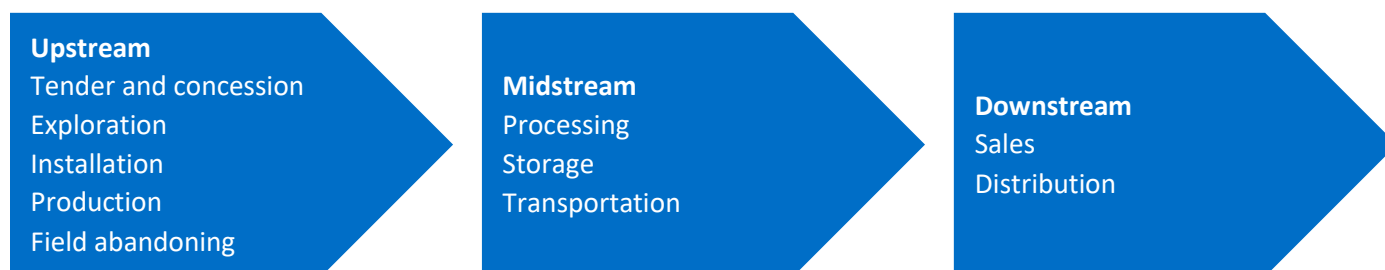 Upstream
Tender and concession
Exploration
Installation
Production
Field abandoning
Midstream
Processing
Storage
Transportation
Downstream
Sales
Distribution